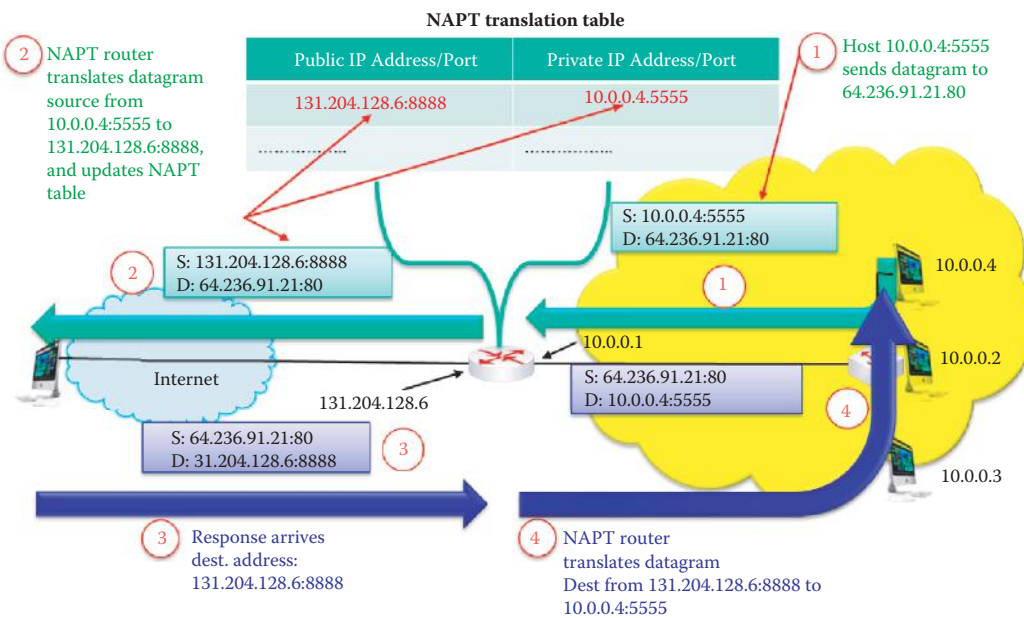 NAPT translation table
Public IP Address/Port
Private IP Address/Port
131.204.128.6:8888
10.0.0.4.5555
...................
...................
2
NAPT router
translates datagram
source from
10.0.0.4:5555 to
131.204.128.6:8888,
and updates NAPT
table
1
Host 10.0.0.4:5555
sends datagram to
64.236.91.21.80
S: 10.0.0.4:5555
D: 64.236.91.21:80
2
S: 131.204.128.6:8888
D: 64.236.91.21:80
1
10.0.0.4
10.0.0.1
10.0.0.2
Internet
131.204.128.6
S: 64.236.91.21:80
D: 10.0.0.4:5555
4
S: 64.236.91.21:80
D: 31.204.128.6:8888
3
10.0.0.3
3
Response arrives
dest. address:
131.204.128.6:8888
4
NAPT router
translates datagram
Dest from 131.204.128.6:8888 to
10.0.0.4:5555